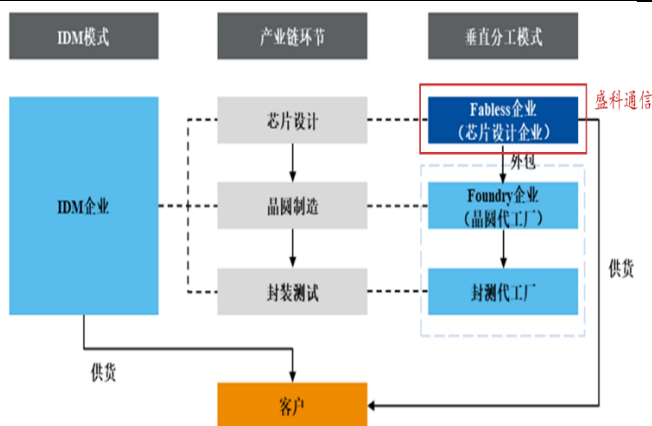 IDM模式
产业链环节
垂直分工模式
芯片设计
Fabless企业
（芯片设计企业）
盛科通信
外包
IDM企业
晶圆制造
Foundry企业
（晶圆代工厂）
封装测试
封测代工厂
供货
供货
客户